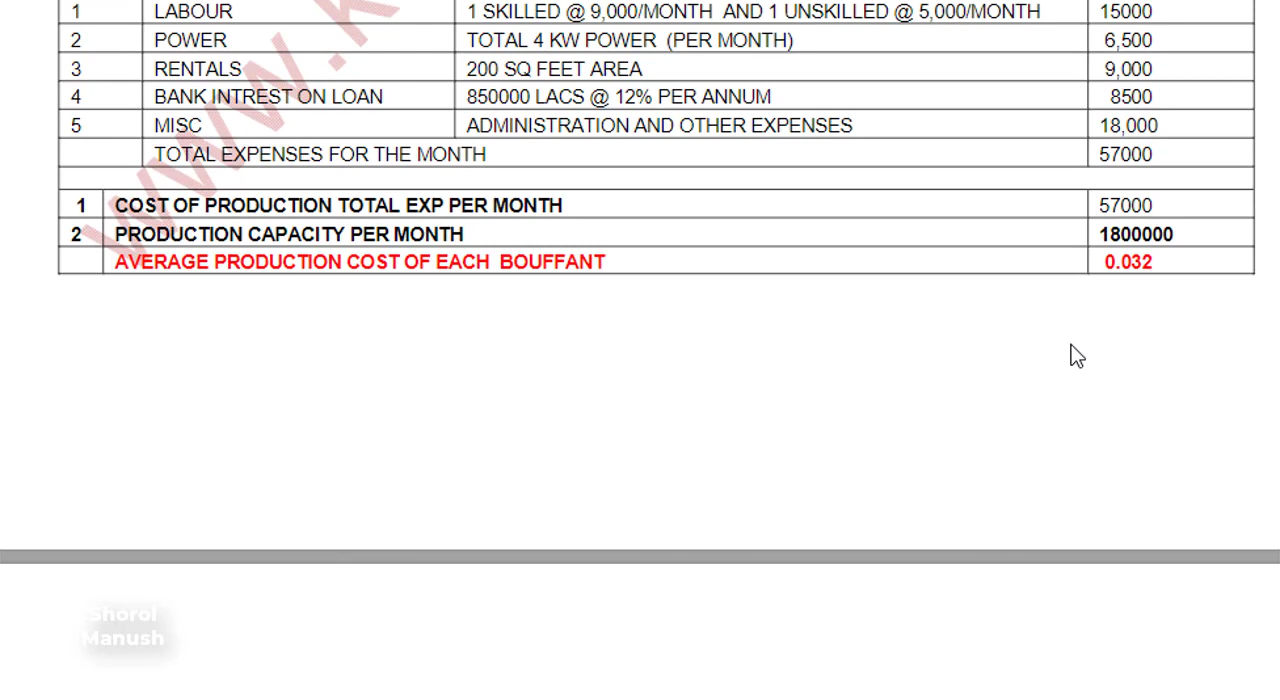 1 LABOUR 1 SKILLED @ 9,000/MONTH AND 1 UNSKILLED @ 5,000/MONTH 15000
2 POWER TOTAL 4 KW POWER (PER MONTH) 6,500
3 RENTALS 200 SQ FEET AREA 9,000
4 BANK INTREST ON LOAN 850000 LACS @ 12% PER ANNUM 8500
5 MISC ADMINISTRATION AND OTHER EXPENSES 18,000
TOTAL EXPENSES FOR THE MONTH 57000
1 COST OF PRODUCTION TOTAL EXP PER MONTH 57000
2 PRODUCTION CAPACITY PER MONTH 1800000
AVERAGE PRODUCTION COST OF EACH BOUFFANT 0.032
www.k
Shorol
Manush